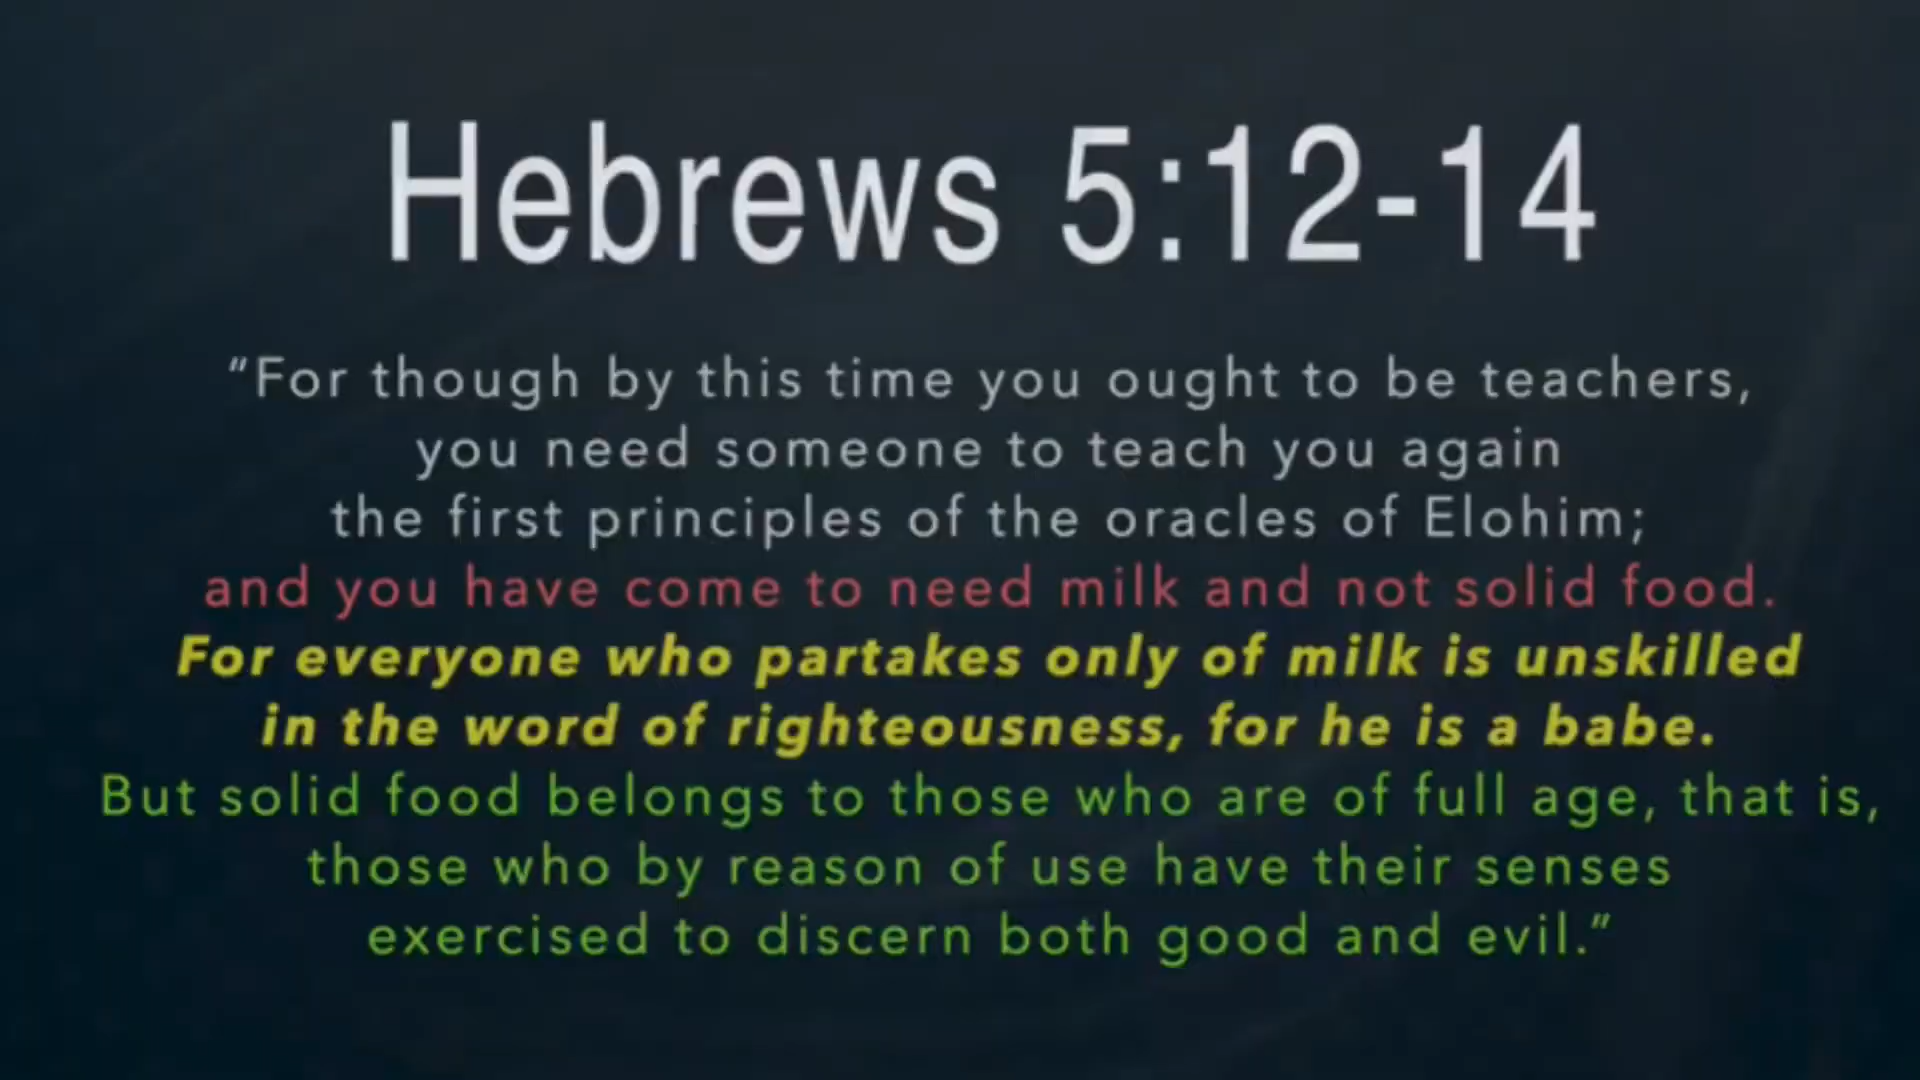 Hebrews 5:12-14
“For though by this time you ought to be teachers,
you need someone to teach you again
the first principles of the oracles of Elohim;
and you have come to need milk and not solid food.
For everyone who partakes only of milk is unskilled
in the word of righteousness, for he is a babe.
But solid food belongs to those who are of full age, that is,
those who by reason of use have their senses
exercised to discern both good and evil.”